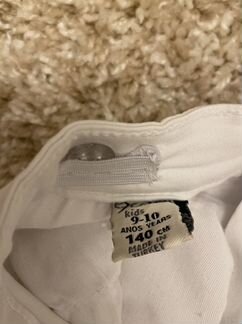 kids
9-10
ANOS YEARS
140 CM
MADE IN
TURKEY